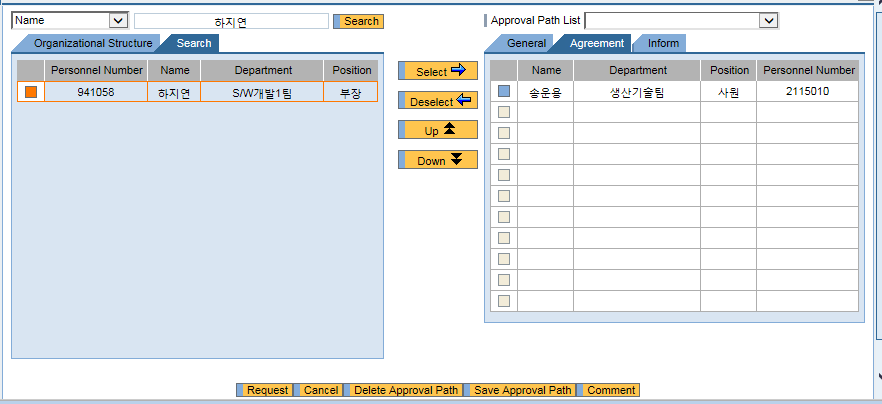 Name 하지연 Search Approval Path List
Organizational Structure Search General Agreement Inform
Personnel Number Name Department Position
941058 하지연 S/W개발1팀 부장
Select
Deselect
Up
Down
Name Department Position Personnel Number
송운용 생산기술팀 사원 2115010
Request Cancel Delete Approval Path Save Approval Path Comment